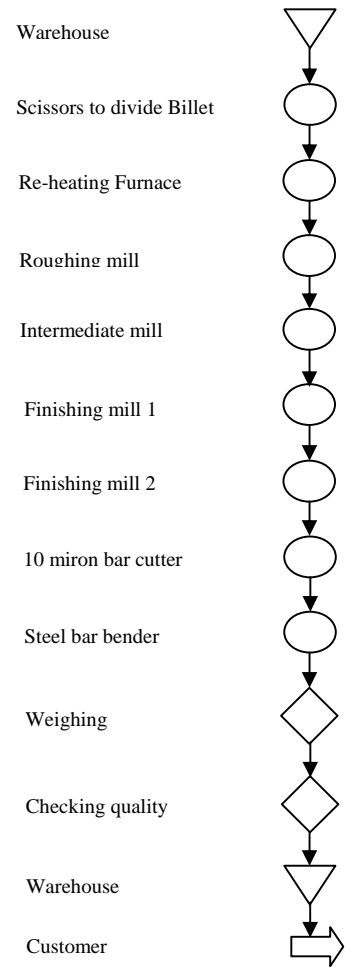 Warehouse
Scissors to divide Billet
Re-heating Furnace
Roughing mill
Intermediate mill
Finishing mill 1
Finishing mill 2
10 miron bar cutter
Steel bar bender
Weighing
Checking quality
Warehouse
Customer